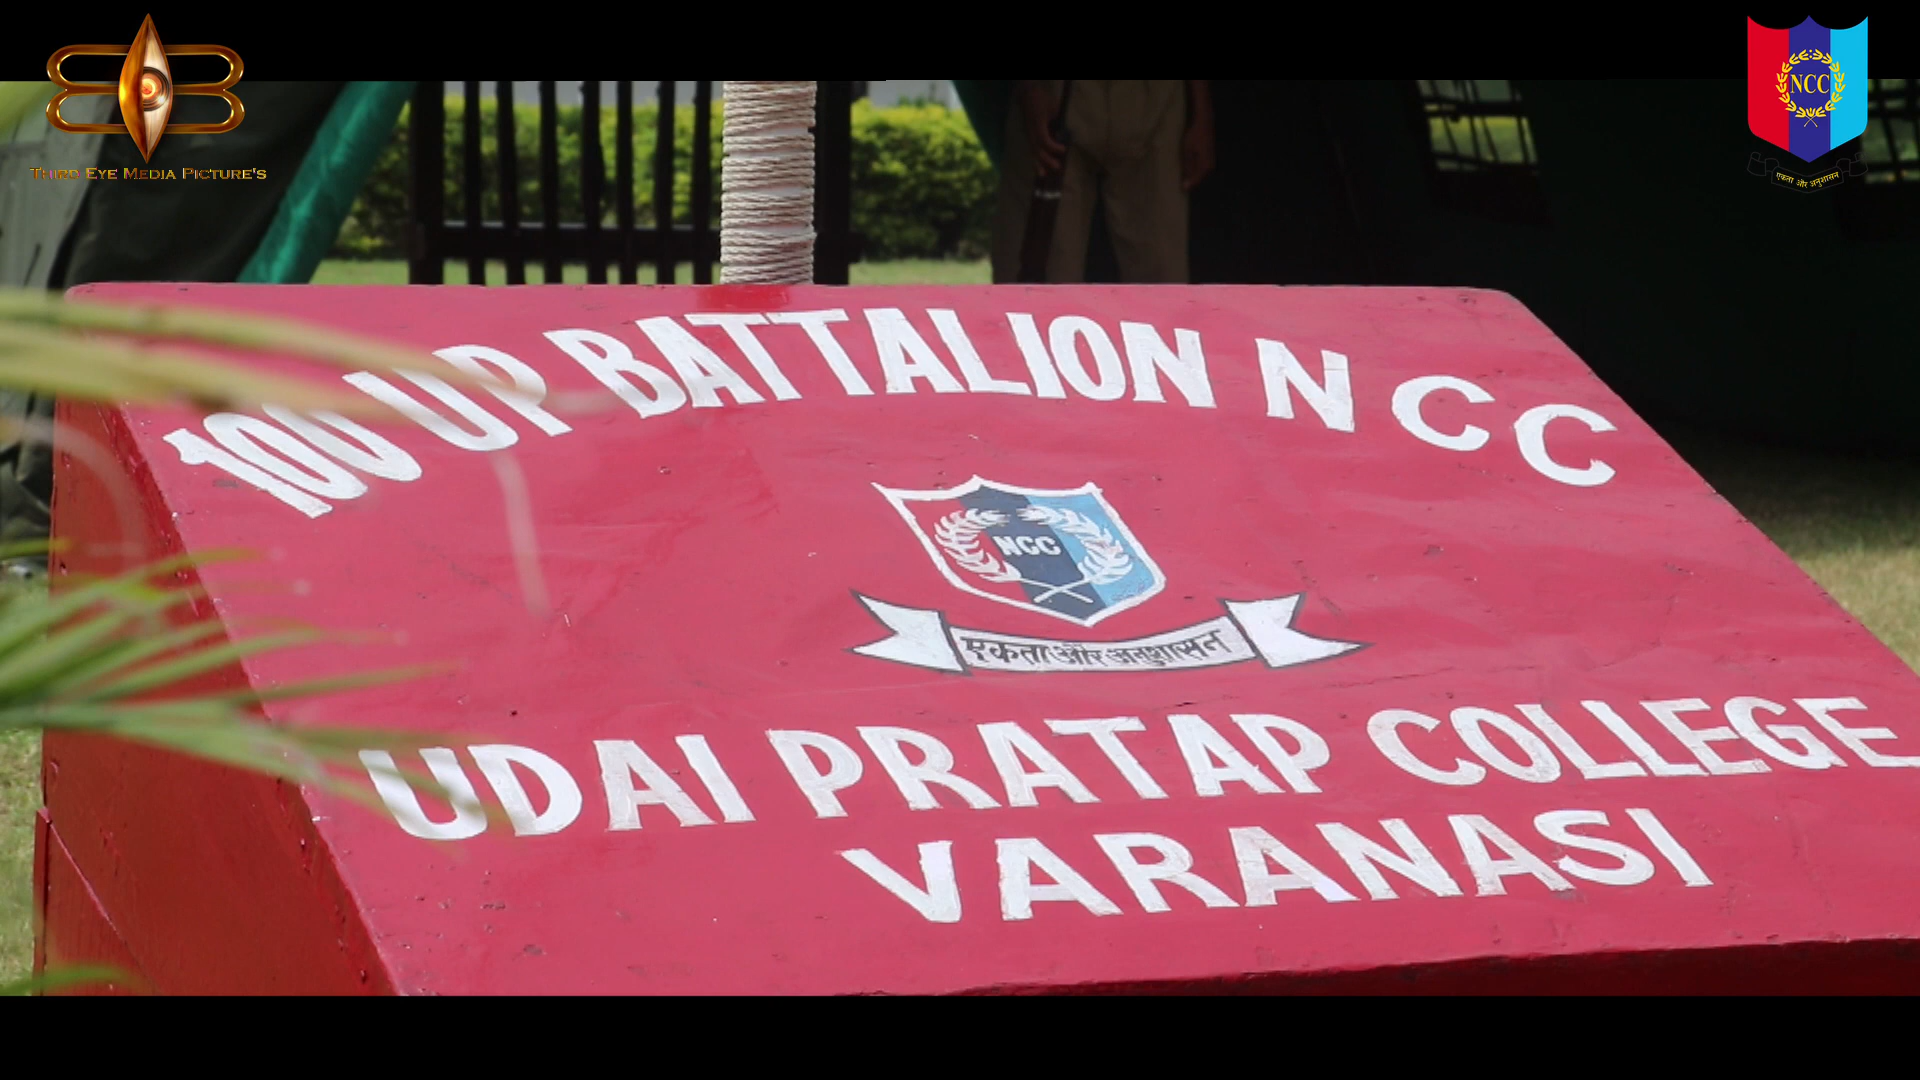 THIRD EYE MEDIA PICTURE'S
NCC
एकता और अनुशासन
100 UP BATTALION NCC
NCC
एकता और अनुशासन
UDAI PRATAP COLLEGE
VARANASI